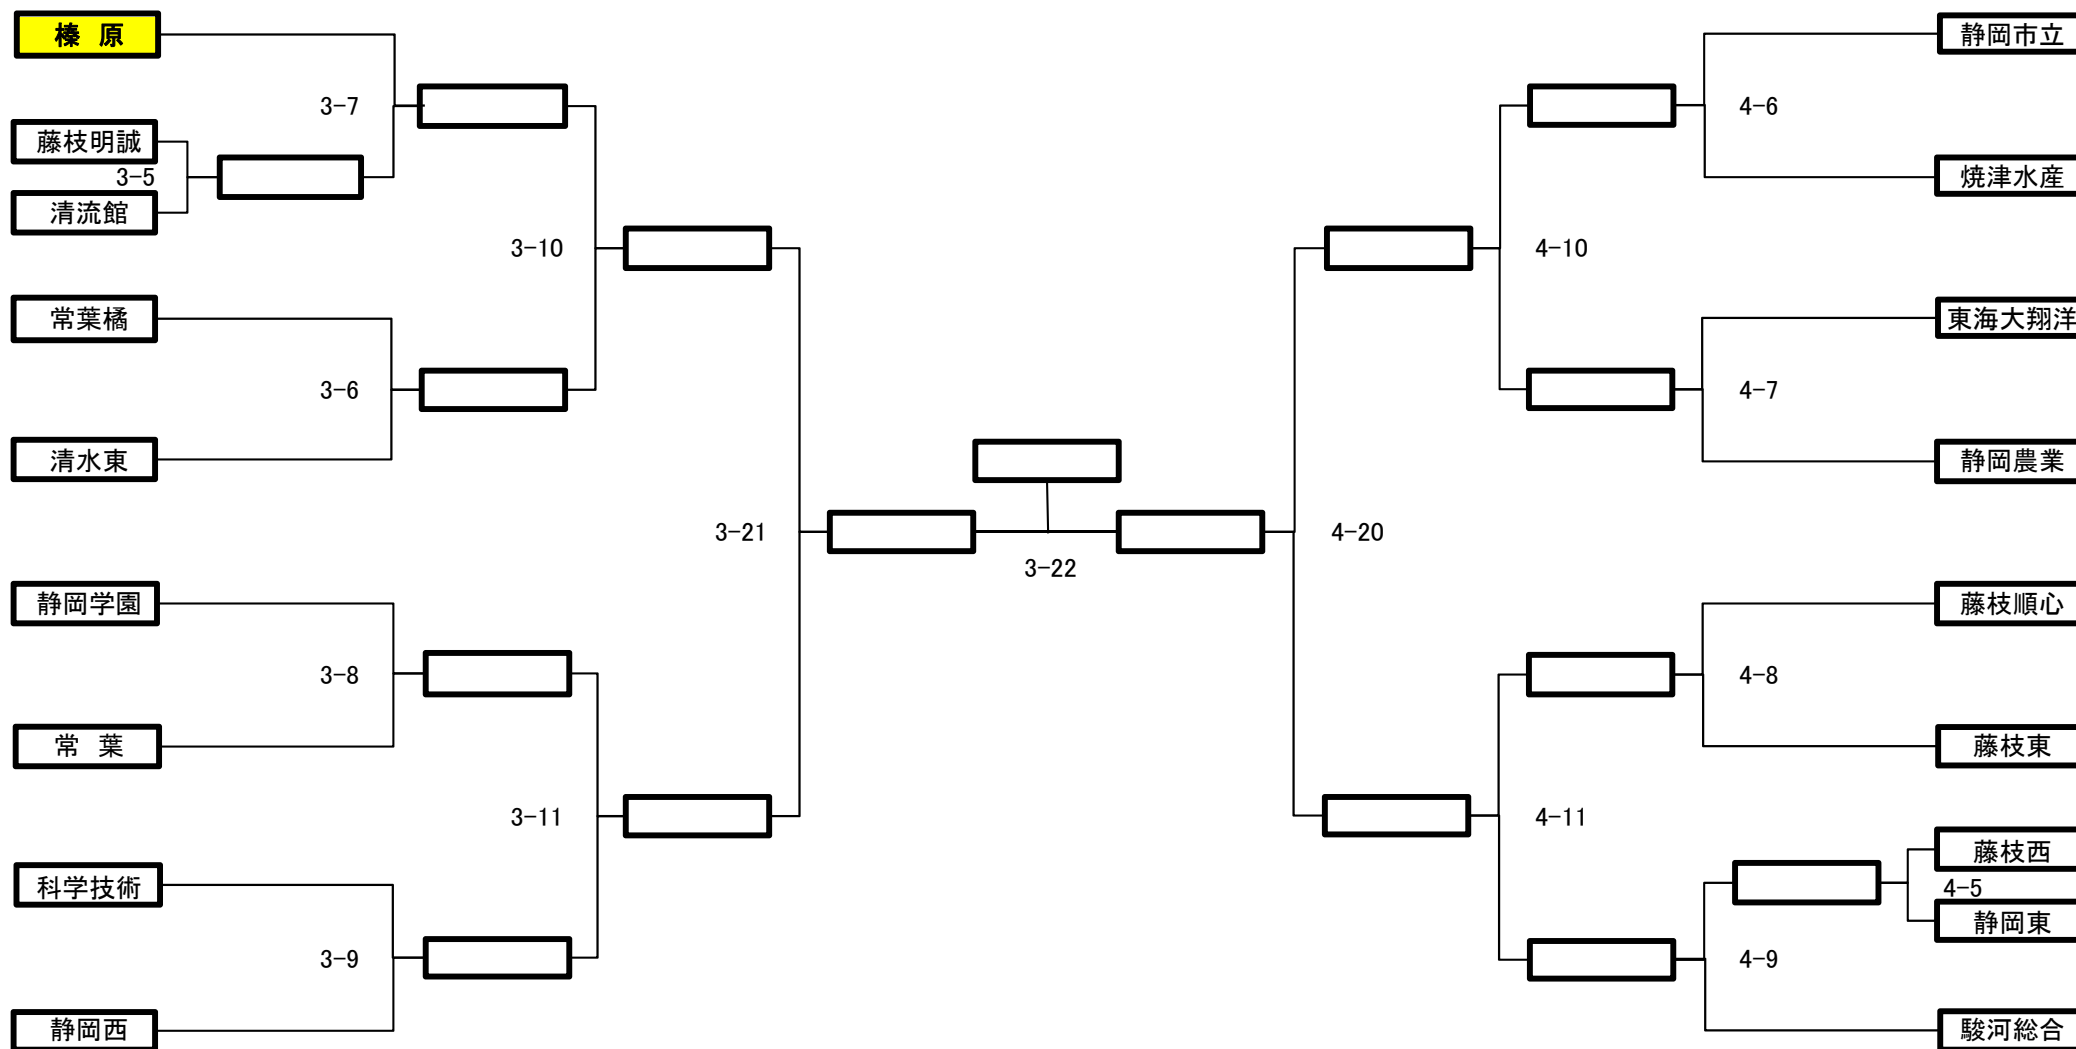 榛 原
静岡市立
3-7
4-6
藤枝明誠
3-5
焼津水産
清流館
3-10
4-10
常葉橘
東海大翔洋
3-6
4-7
清水東
静岡農業
3-21
4-20
3-22
静岡学園
藤枝順心
3-8
4-8
常 葉
藤枝東
3-11
4-11
藤枝西
科学技術
4-5
静岡東
3-9
4-9
静岡西
駿河総合